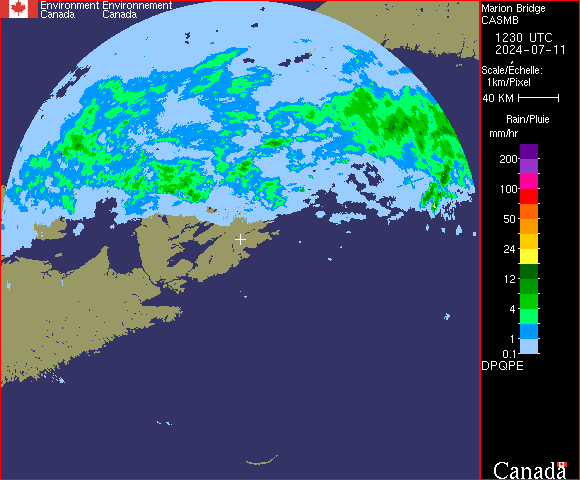 Environment Environnement
Canada Canada
Marion Bridge
CASMB
1230 UTC
2024-07-11
Scale/Echelle:
1km/Pixel
40 KM
Rain/Pluie
mm/hr
200
100
50
24
12
4
1
0.1
DPQPE
Canada